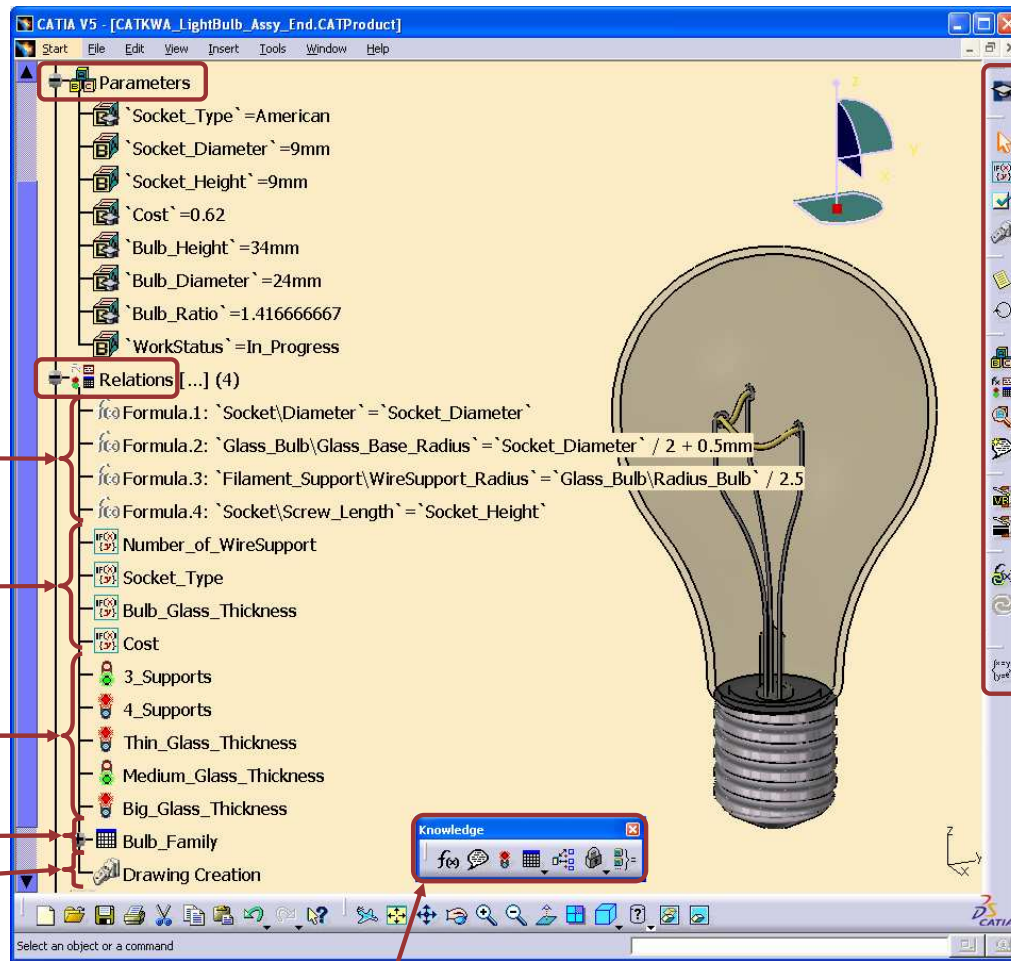 CATIA V5 - [CATKWA_LightBulb_Assy_End.CATProduct]
Start File Edit View Insert Tools Window Help
Parameters
`Socket_Type`=American
`Socket_Diameter`=9mm
`Socket_Height`=9mm
`Cost`=0.62
`Bulb_Height`=34mm
`Bulb_Diameter`=24mm
`Bulb_Ratio`=1.416666667
`WorkStatus`=In_Progress
Relations [...] (4)
Formula.1: `Socket\Diameter`=`Socket_Diameter`
Formula.2: `Glass_Bulb\Glass_Base_Radius`=`Socket_Diameter` / 2 + 0.5mm
Formula.3: `Filament_Support\WireSupport_Radius`=`Glass_Bulb\Radius_Bulb` / 2.5
Formula.4: `Socket\Screw_Length`=`Socket_Height`
Number_of_WireSupport
Socket_Type
Bulb_Glass_Thickness
Cost
3_Supports
4_Supports
Thin_Glass_Thickness
Medium_Glass_Thickness
Big_Glass_Thickness
Bulb_Family
Drawing Creation
Knowledge
f(x)
z
y
x
z
y
x
CATIA
Select an object or a command